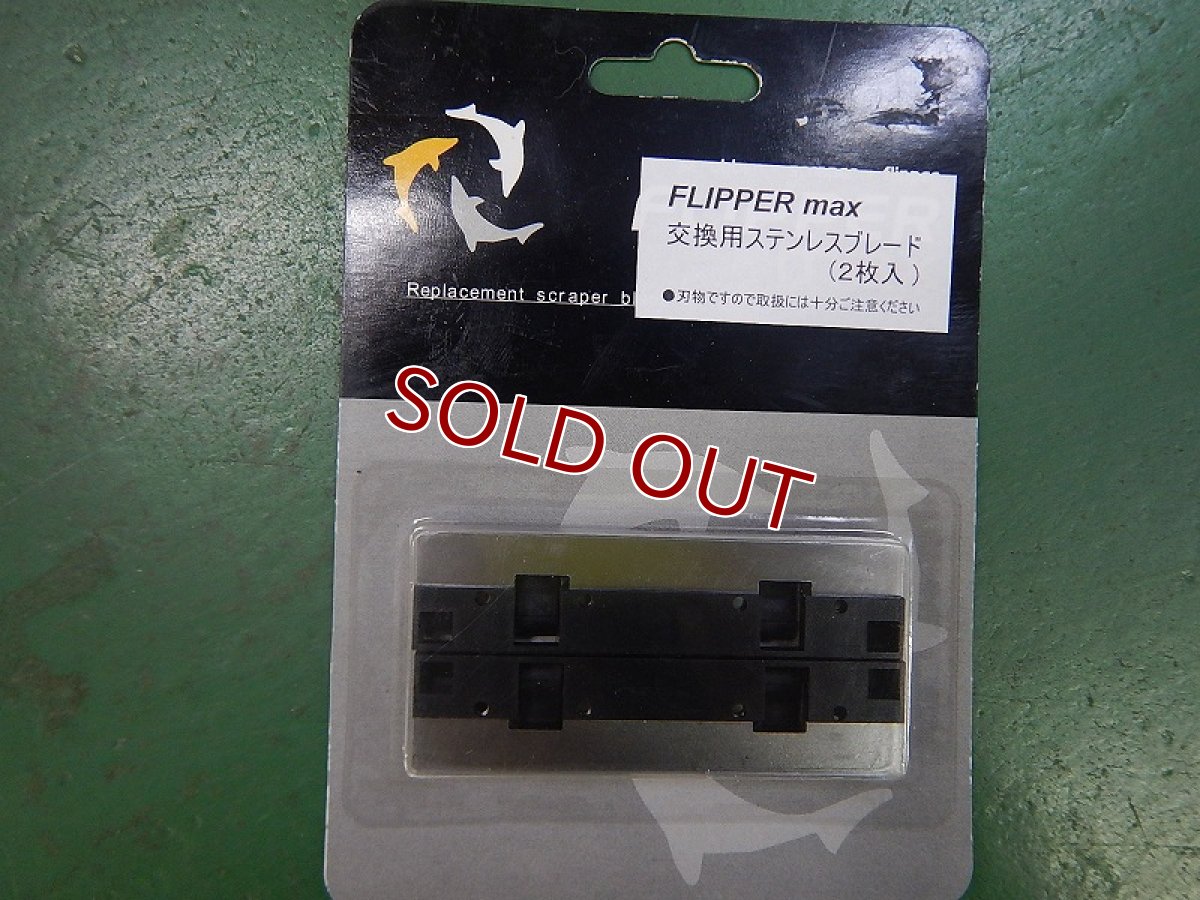 FLIPPER max
交換用ステンレスブレード
(2枚入)
●刃物ですので取扱には十分ご注意ください
Replacement scraper bl
SOLD OUT